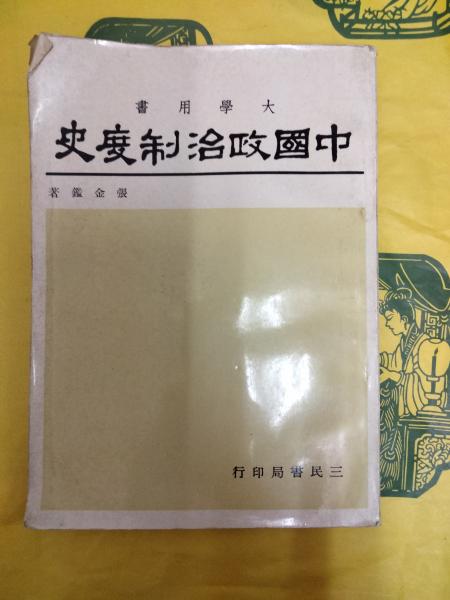 大學用書
中國政治制度史
張金鑑著
三民書局印行